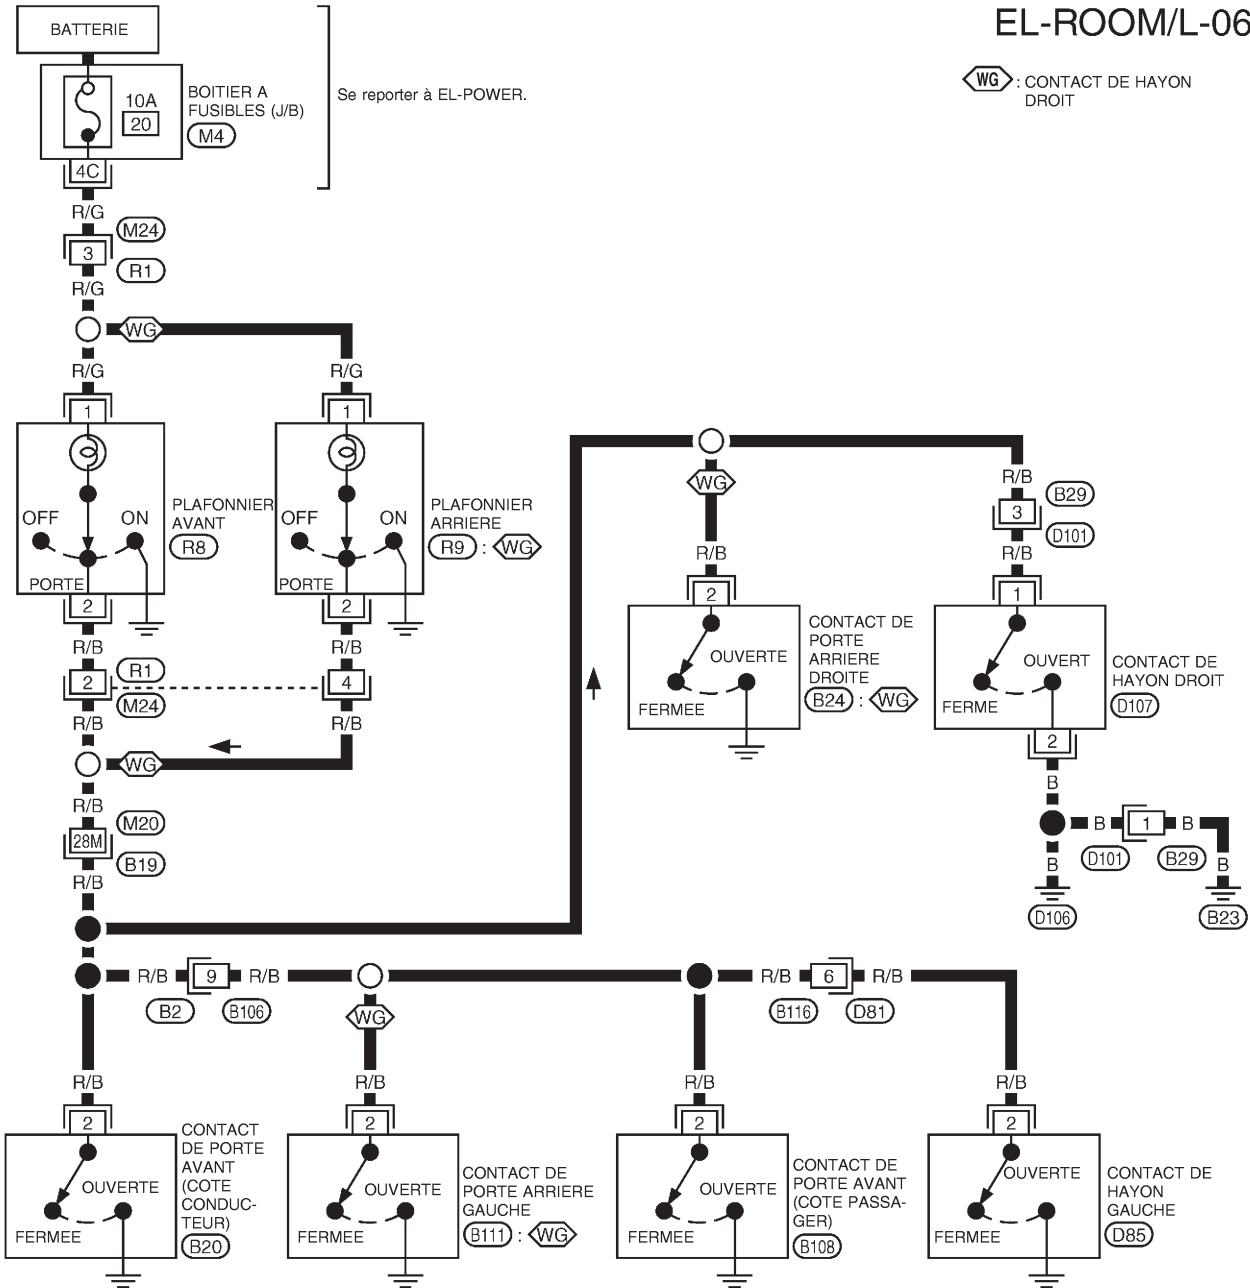 EL-ROOM/L-06
BATTERIE
10A
20
BOITIER A
FUSIBLES (J/B)
M4
Se reporter à EL-POWER.
WG : CONTACT DE HAYON
DROIT
4C
R/G
M24
3
R1
R/G
WG
R/G
R/G
1
1
OFF
ON
PORTE
PLAFONNIER
AVANT
R8
OFF
ON
PORTE
PLAFONNIER
ARRIERE
R9 : WG
2
2
R/B
R/B
R1
2
4
M24
R/B
R/B
WG
R/B
M20
28M
B19
R/B
WG
R/B
R/B
B29
3
D101
R/B
2
1
OUVERTE
FERMEE
CONTACT DE
PORTE
ARRIERE
DROITE
B24 : WG
OUVERT
FERME
CONTACT DE
HAYON DROIT
D107
2
B
B
1
B
D101
B29
B
B
D106
B23
R/B
9
R/B
B2
B106
WG
R/B
6
R/B
B116
D81
R/B
R/B
R/B
R/B
2
2
2
2
OUVERTE
FERMEE
CONTACT
DE PORTE
AVANT
(COTE
CONDUC-
TEUR)
B20
OUVERTE
FERMEE
CONTACT DE
PORTE ARRIERE
GAUCHE
B111 : WG
OUVERTE
FERMEE
CONTACT DE
PORTE AVANT
(COTE PASSA-
GER)
B108
OUVERTE
FERMEE
CONTACT DE
HAYON
GAUCHE
D85